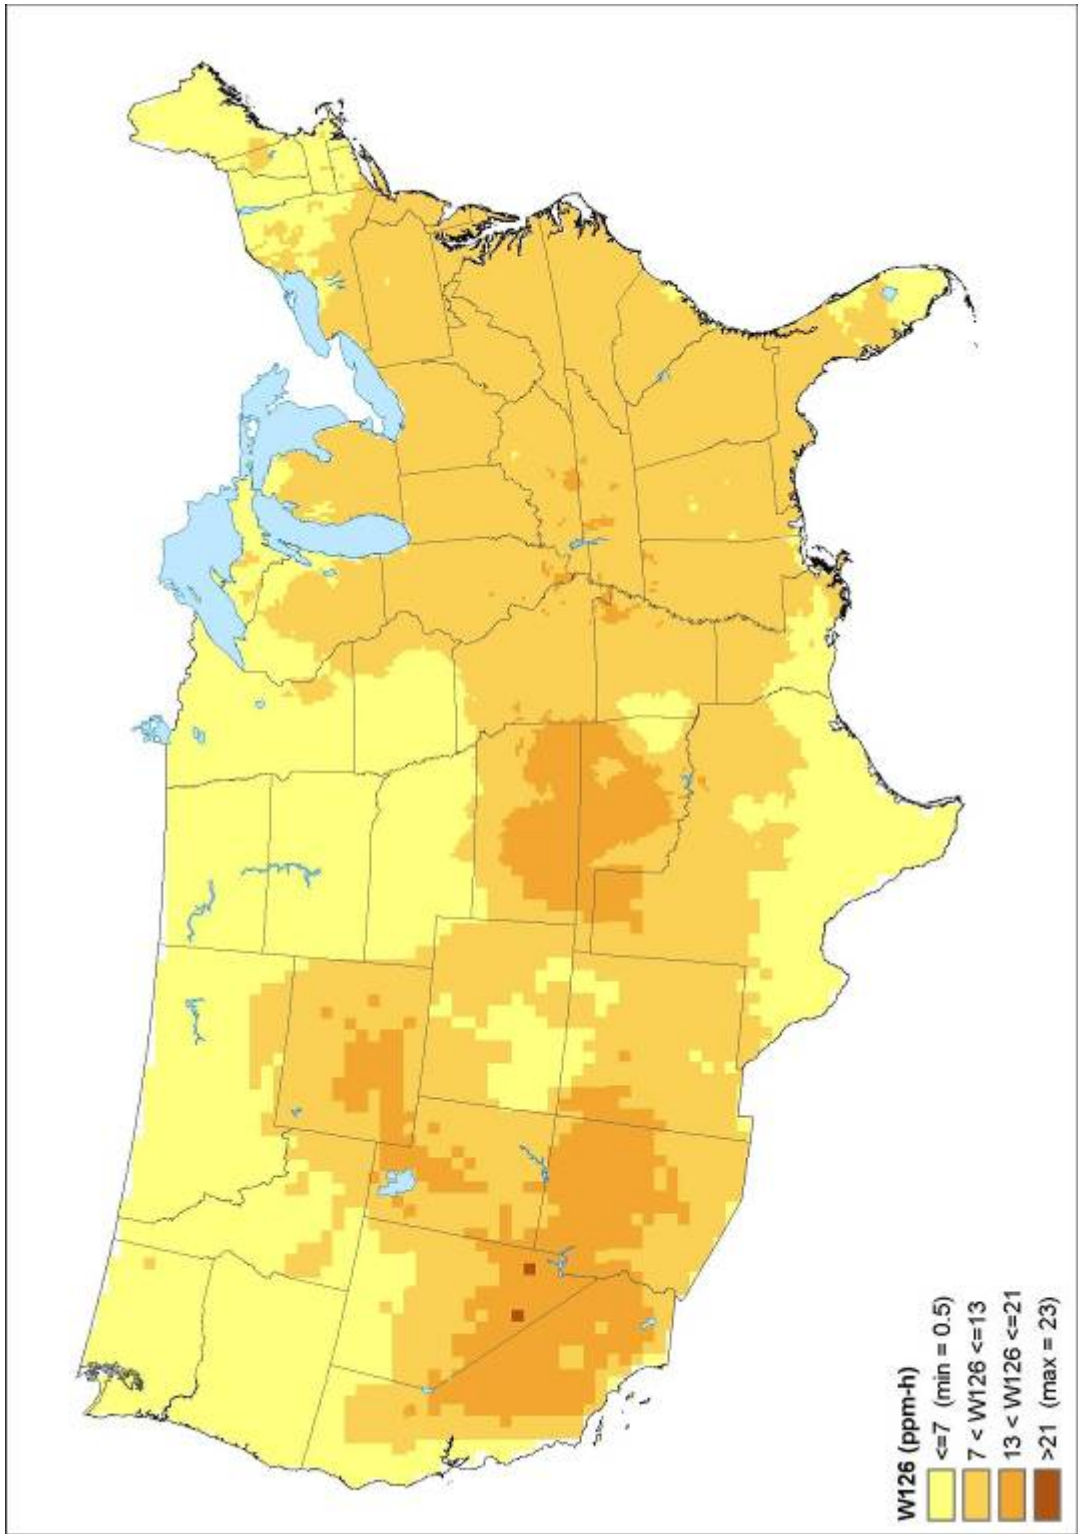 W126 (ppm-h)
<=7 (min = 0.5)
7 < W126 <=13
13 < W126 <=21
>21 (max = 23)